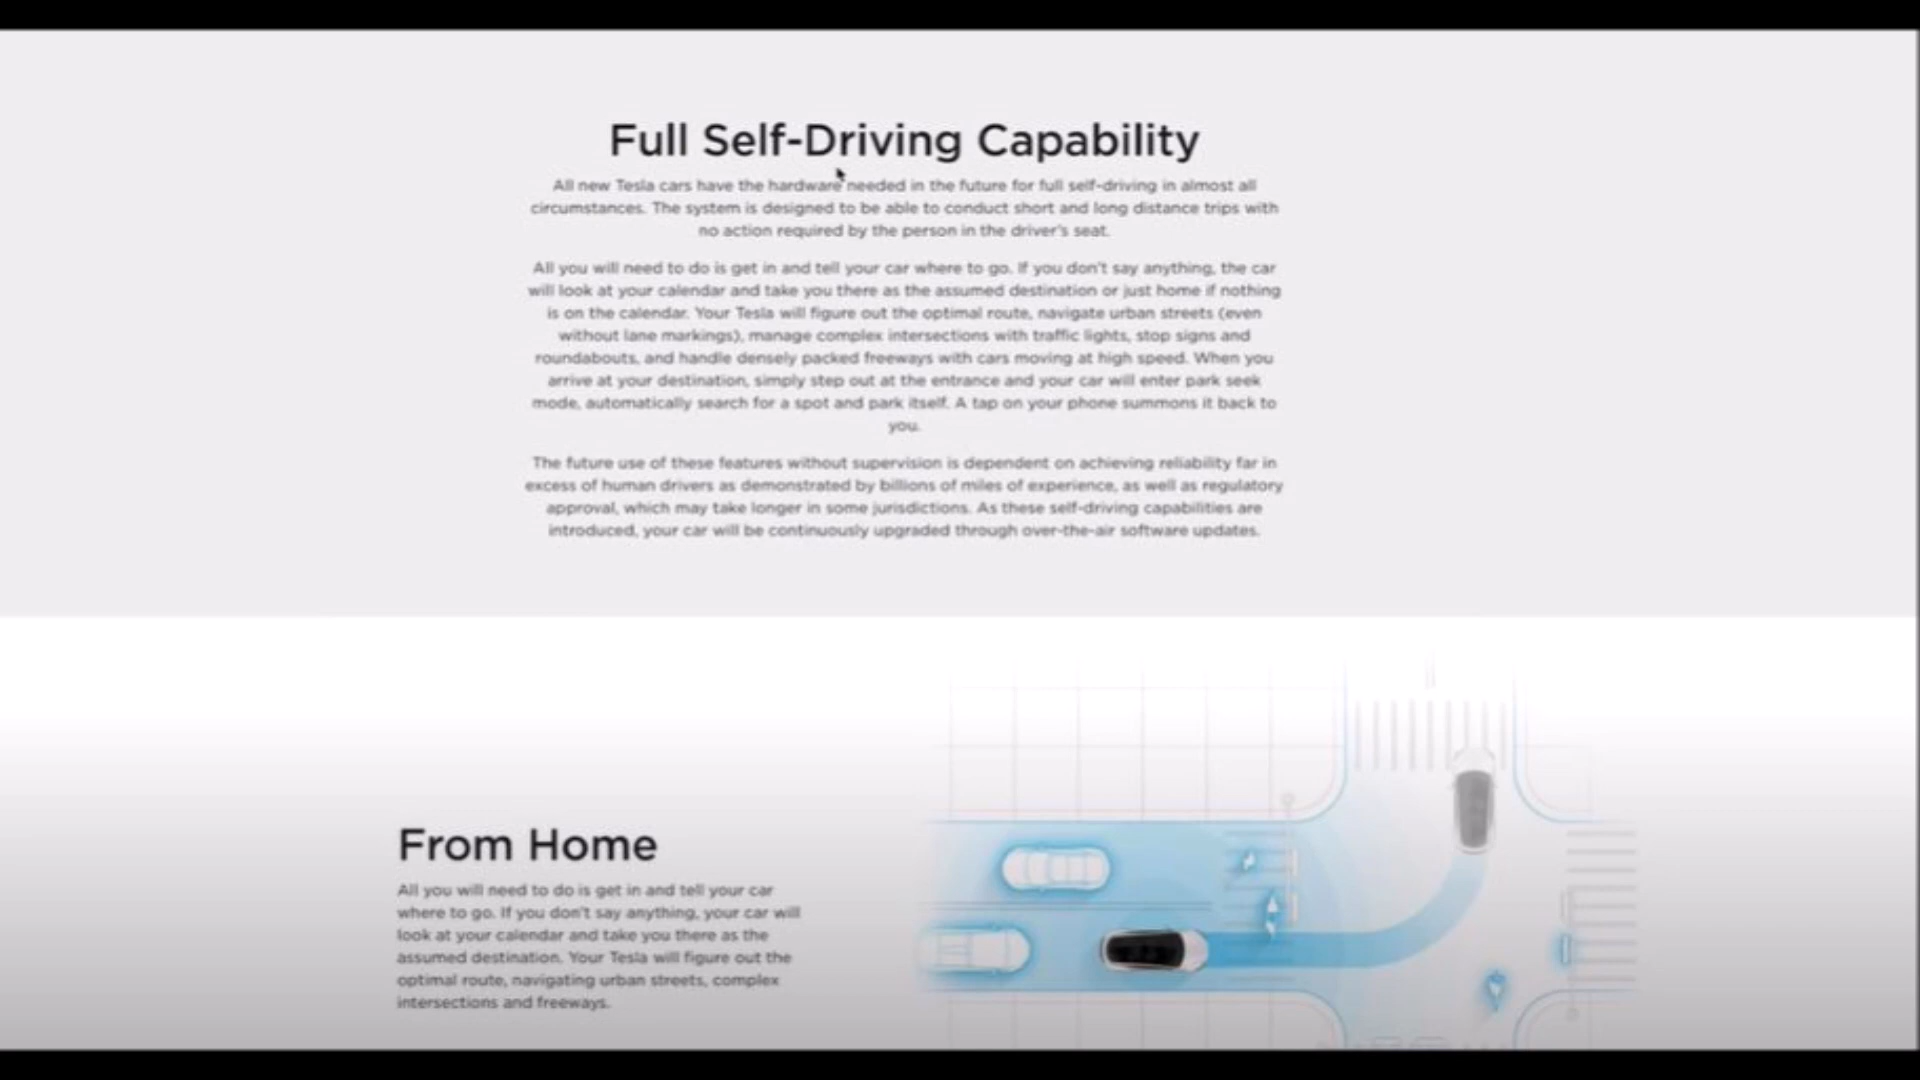 Full Self-Driving Capability
All new Tesla cars have the hardware needed in the future for full self-driving in almost all
circumstances. The system is designed to be able to conduct short and long distance trips with
no action required by the person in the driver's seat.
All you will need to do is get in and tell your car where to go. If you don't say anything, the car
will look at your calendar and take you there as the assumed destination or just home if nothing
is on the calendar. Your Tesla will figure out the optimal route, navigate urban streets (even
without lane markings), manage complex intersections with traffic lights, stop signs and
roundabouts, and handle densely packed freeways with cars moving at high speed. When you
arrive at your destination, simply step out at the entrance and your car will enter park seek
mode, automatically search for a spot and park itself. A tap on your phone summons it back to
you.
The future use of these features without supervision is dependent on achieving reliability far in
excess of human drivers as demonstrated by billions of miles of experience, as well as regulatory
approval, which may take longer in some jurisdictions. As these self-driving capabilities are
introduced, your car will be continuously upgraded through over-the-air software updates.
From Home
All you will need to do is get in and tell your car
where to go. If you don't say anything, your car will
look at your calendar and take you there as the
assumed destination. Your Tesla will figure out the
optimal route, navigating urban streets, complex
intersections and freeways.